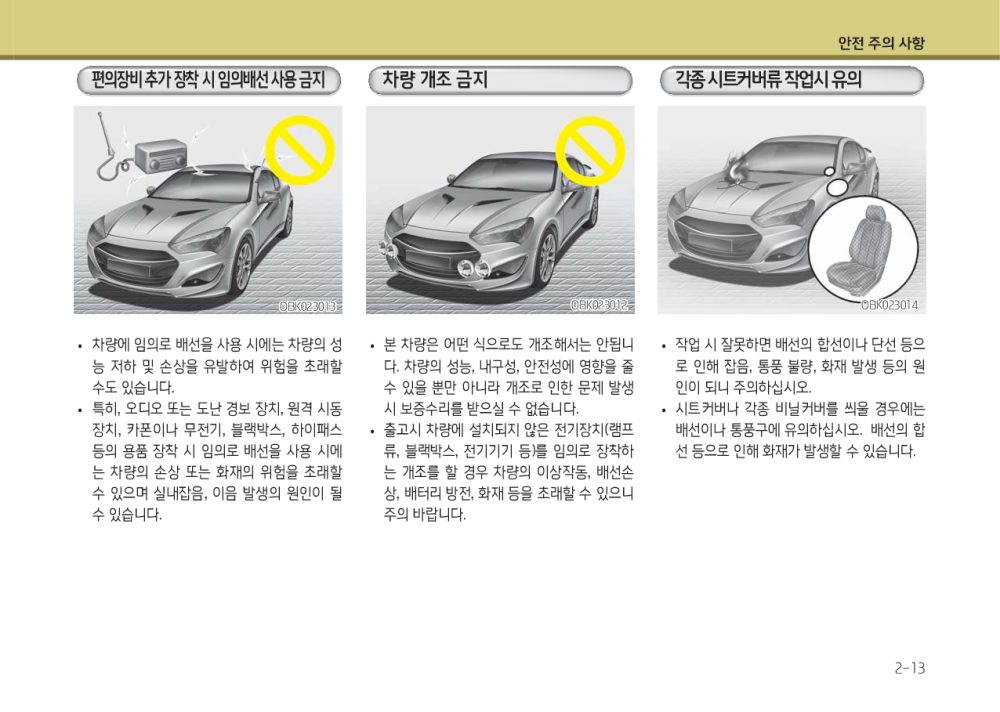 안전 주의 사항
편의장비 추가 장착 시 임의배선 사용 금지
OBK023013
• 차량에 임의로 배선을 사용 시에는 차량의 성
능 저하 및 손상을 유발하여 위험을 초래할
수도 있습니다.
• 특히, 오디오 또는 도난 경보 장치, 원격 시동
장치, 카폰이나 무전기, 블랙박스, 하이패스
등의 용품 장착 시 임의로 배선을 사용 시에
는 차량의 손상 또는 화재의 위험을 초래할
수 있으며 실내잡음, 이음 발생의 원인이 될
수 있습니다.
차량 개조 금지
OBK023012
• 본 차량은 어떤 식으로도 개조해서는 안됩니
다. 차량의 성능, 내구성, 안전성에 영향을 줄
수 있을 뿐만 아니라 개조로 인한 문제 발생
시 보증수리를 받으실 수 없습니다.
• 출고시 차량에 설치되지 않은 전기장치(램프
류, 블랙박스, 전기기기 등)를 임의로 장착하
는 개조를 할 경우 차량의 이상작동, 배선손
상, 배터리 방전, 화재 등을 초래할 수 있으니
주의 바랍니다.
각종 시트커버류 작업시 유의
OBK023014
• 작업 시 잘못하면 배선의 합선이나 단선 등으
로 인해 잡음, 통풍 불량, 화재 발생 등의 원
인이 되니 주의하십시오.
• 시트커버나 각종 비닐커버를 씌울 경우에는
배선이나 통풍구에 유의하십시오. 배선의 합
선 등으로 인해 화재가 발생할 수 있습니다.
2-13